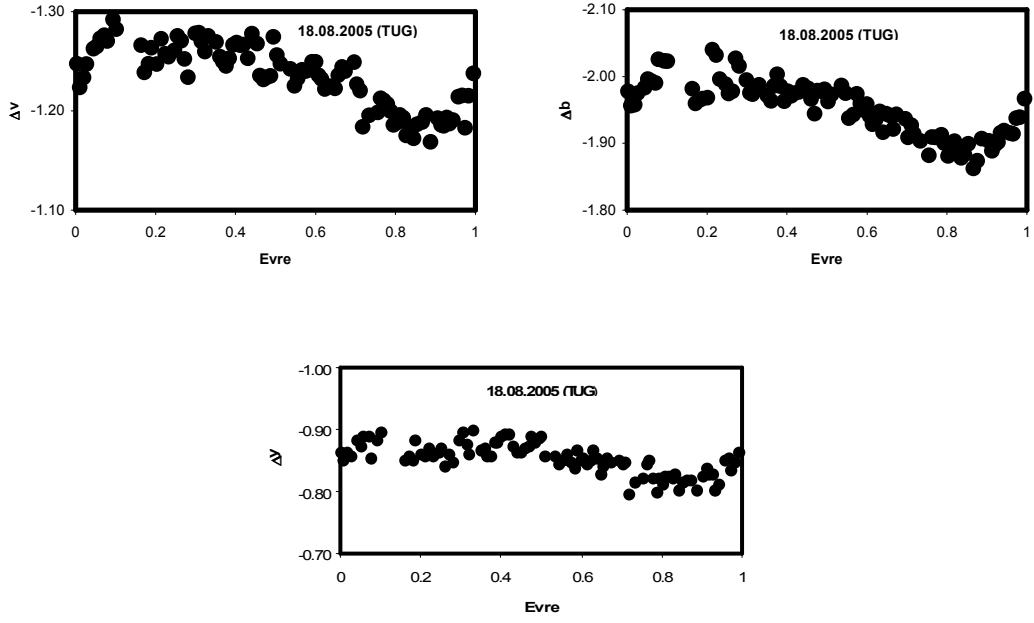 -1.30
-1.20
-1.10
Δv
18.08.2005 (TUG)
0 0.2 0.4 0.6 0.8 1
Evre
-2.10
-2.00
-1.90
-1.80
Δb
18.08.2005 (TUG)
0 0.2 0.4 0.6 0.8 1
Evre
-1.00
-0.90
-0.80
-0.70
Δy
18.08.2005 (TUG)
0 0.2 0.4 0.6 0.8 1
Evre